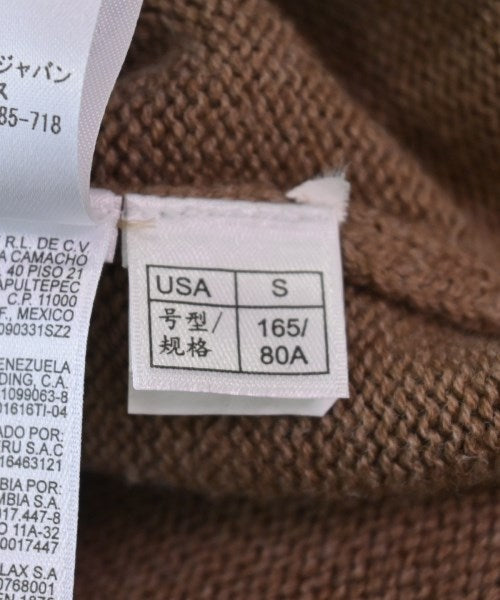 ジャパン
ス
85-718
R.L. DE C.V.
A CAMACHO
40 PISO 21
APULTEPEC
C.P. 11000
F., MEXICO
090331SZ2
ENEZUELA
DING, C.A.
1099063-8
01616TI-04
ADO POR:
RU S.A.C
16463121
BIA POR:
MBIA S.A.
017.447-8
O 11A-32
0017447
LAX S.A
0768001
USA S
号型/
规格
165/
80A